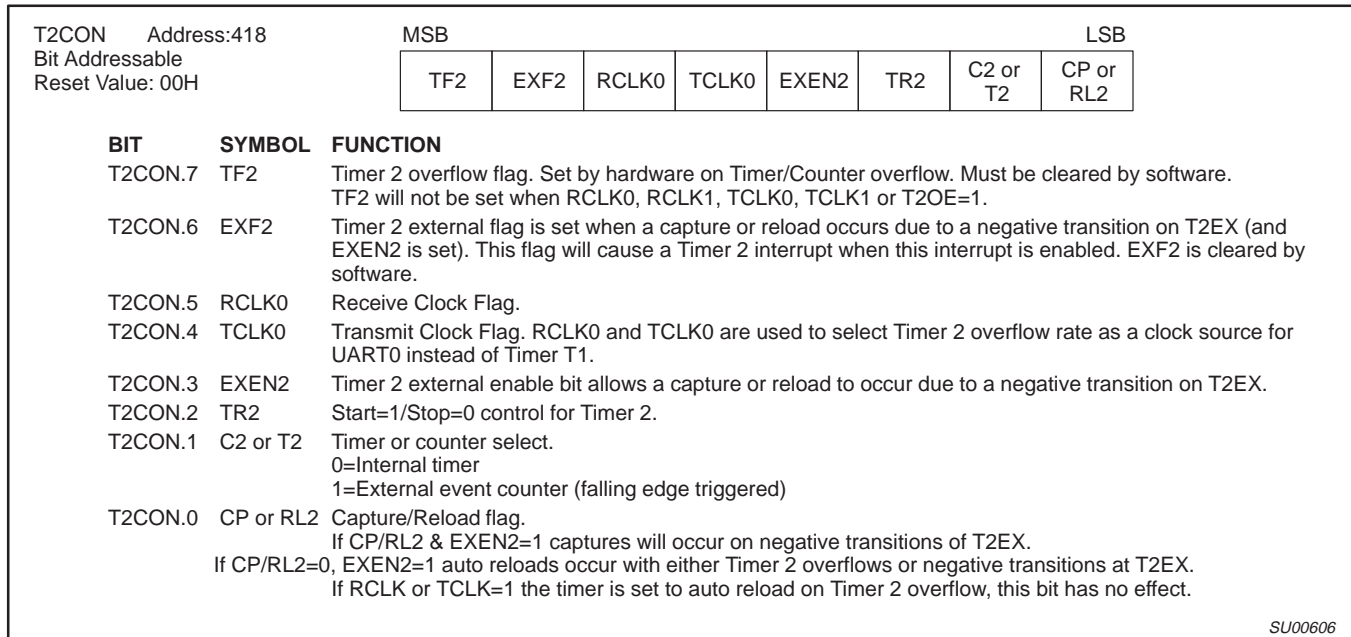 T2CON Address:418 MSB LSB
Bit Addressable
Reset Value: 00H
TF2 EXF2 RCLK0 TCLK0 EXEN2 TR2 C2 or T2 CP or RL2
BIT SYMBOL FUNCTION
T2CON.7 TF2 Timer 2 overflow flag. Set by hardware on Timer/Counter overflow. Must be cleared by software.
TF2 will not be set when RCLK0, RCLK1, TCLK0, TCLK1 or T2OE=1.
T2CON.6 EXF2 Timer 2 external flag is set when a capture or reload occurs due to a negative transition on T2EX (and
EXEN2 is set). This flag will cause a Timer 2 interrupt when this interrupt is enabled. EXF2 is cleared by
software.
T2CON.5 RCLK0 Receive Clock Flag.
T2CON.4 TCLK0 Transmit Clock Flag. RCLK0 and TCLK0 are used to select Timer 2 overflow rate as a clock source for
UART0 instead of Timer T1.
T2CON.3 EXEN2 Timer 2 external enable bit allows a capture or reload to occur due to a negative transition on T2EX.
T2CON.2 TR2 Start=1/Stop=0 control for Timer 2.
T2CON.1 C2 or T2 Timer or counter select.
0=Internal timer
1=External event counter (falling edge triggered)
T2CON.0 CP or RL2 Capture/Reload flag.
If CP/RL2 & EXEN2=1 captures will occur on negative transitions of T2EX.
If CP/RL2=0, EXEN2=1 auto reloads occur with either Timer 2 overflows or negative transitions at T2EX.
If RCLK or TCLK=1 the timer is set to auto reload on Timer 2 overflow, this bit has no effect.
SU00606